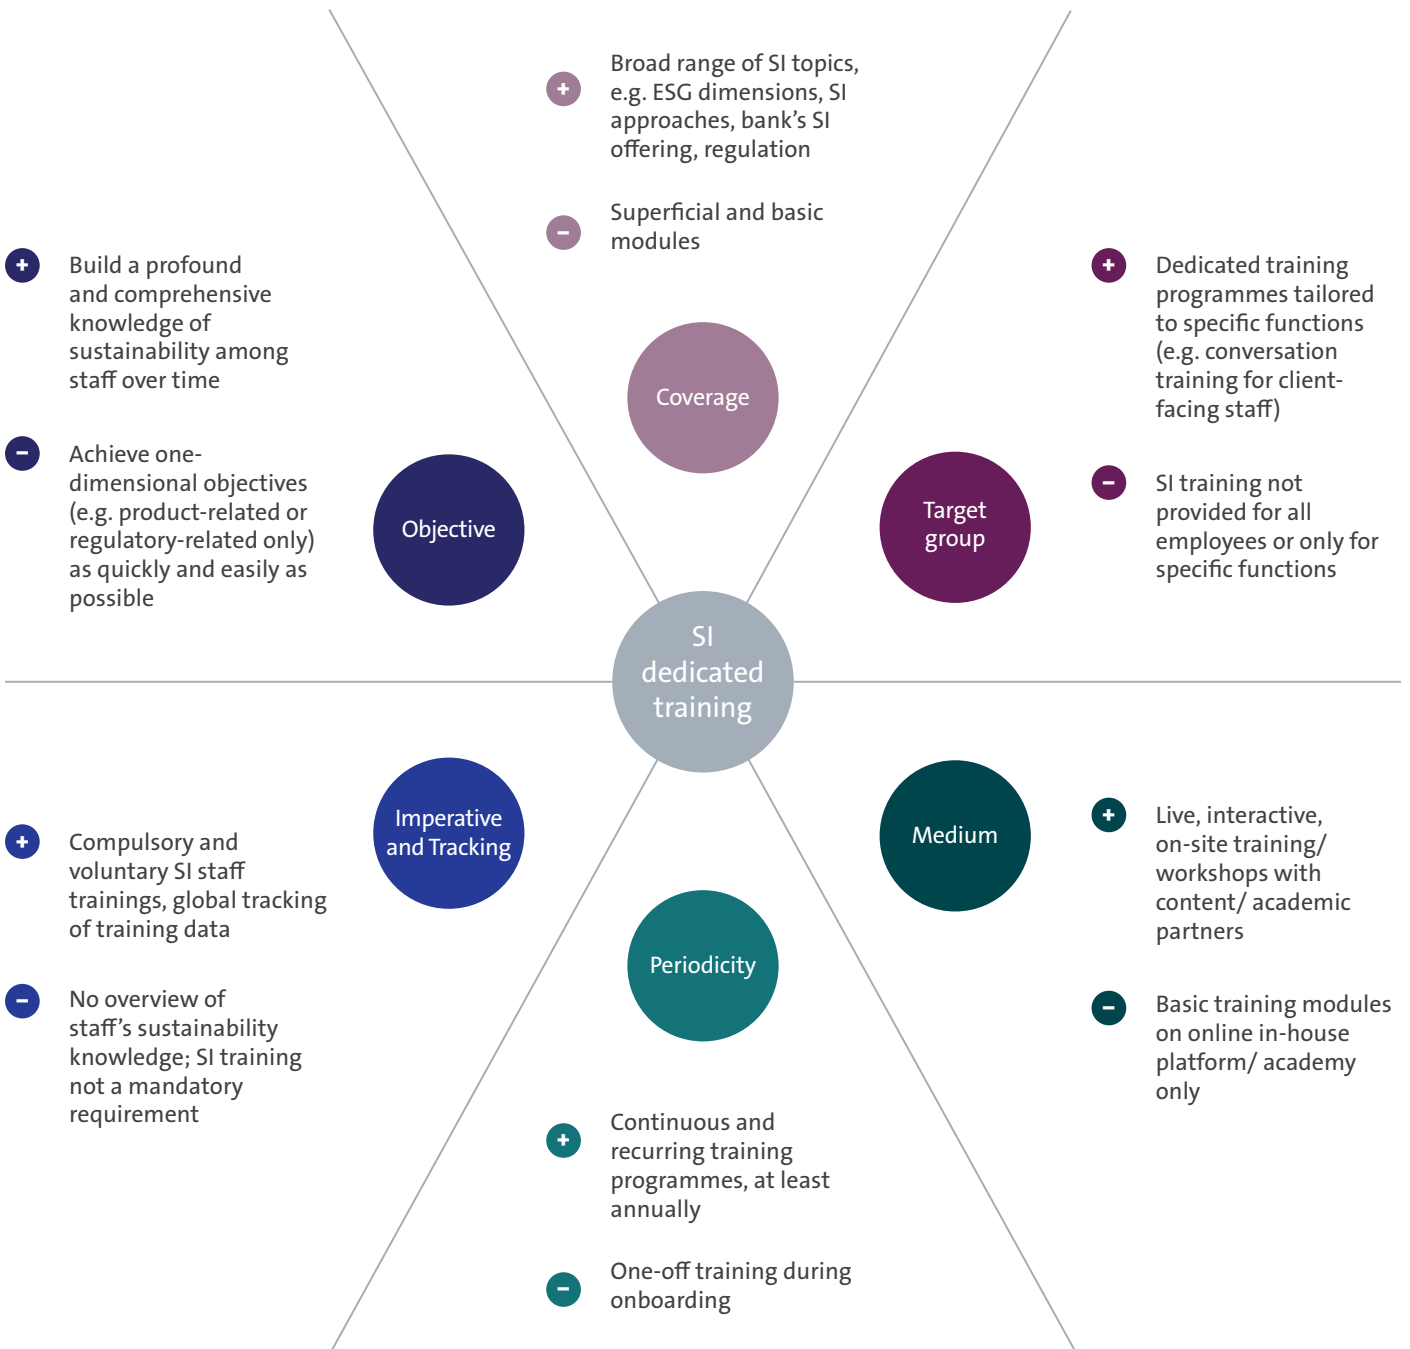 +
Broad range of SI topics,
e.g. ESG dimensions, SI
approaches, bank's SI
offering, regulation
–
Superficial and basic
modules
Coverage
+
Build a profound
and comprehensive
knowledge of
sustainability among
staff over time
–
Achieve one-
dimensional objectives
(e.g. product-related or
regulatory-related only)
as quickly and easily as
possible
Objective
+
Dedicated training
programmes tailored
to specific functions
(e.g. conversation
training for client-
facing staff)
–
SI training not
provided for all
employees or only for
specific functions
Target
group
SI
dedicated
training
Imperative
and Tracking
+
Compulsory and
voluntary SI staff
trainings, global tracking
of training data
–
No overview of
staff's sustainability
knowledge; SI training
not a mandatory
requirement
Medium
+
Live, interactive,
on-site training/
workshops with
content/ academic
partners
–
Basic training modules
on online in-house
platform/ academy
only
Periodicity
+
Continuous and
recurring training
programmes, at least
annually
–
One-off training during
onboarding